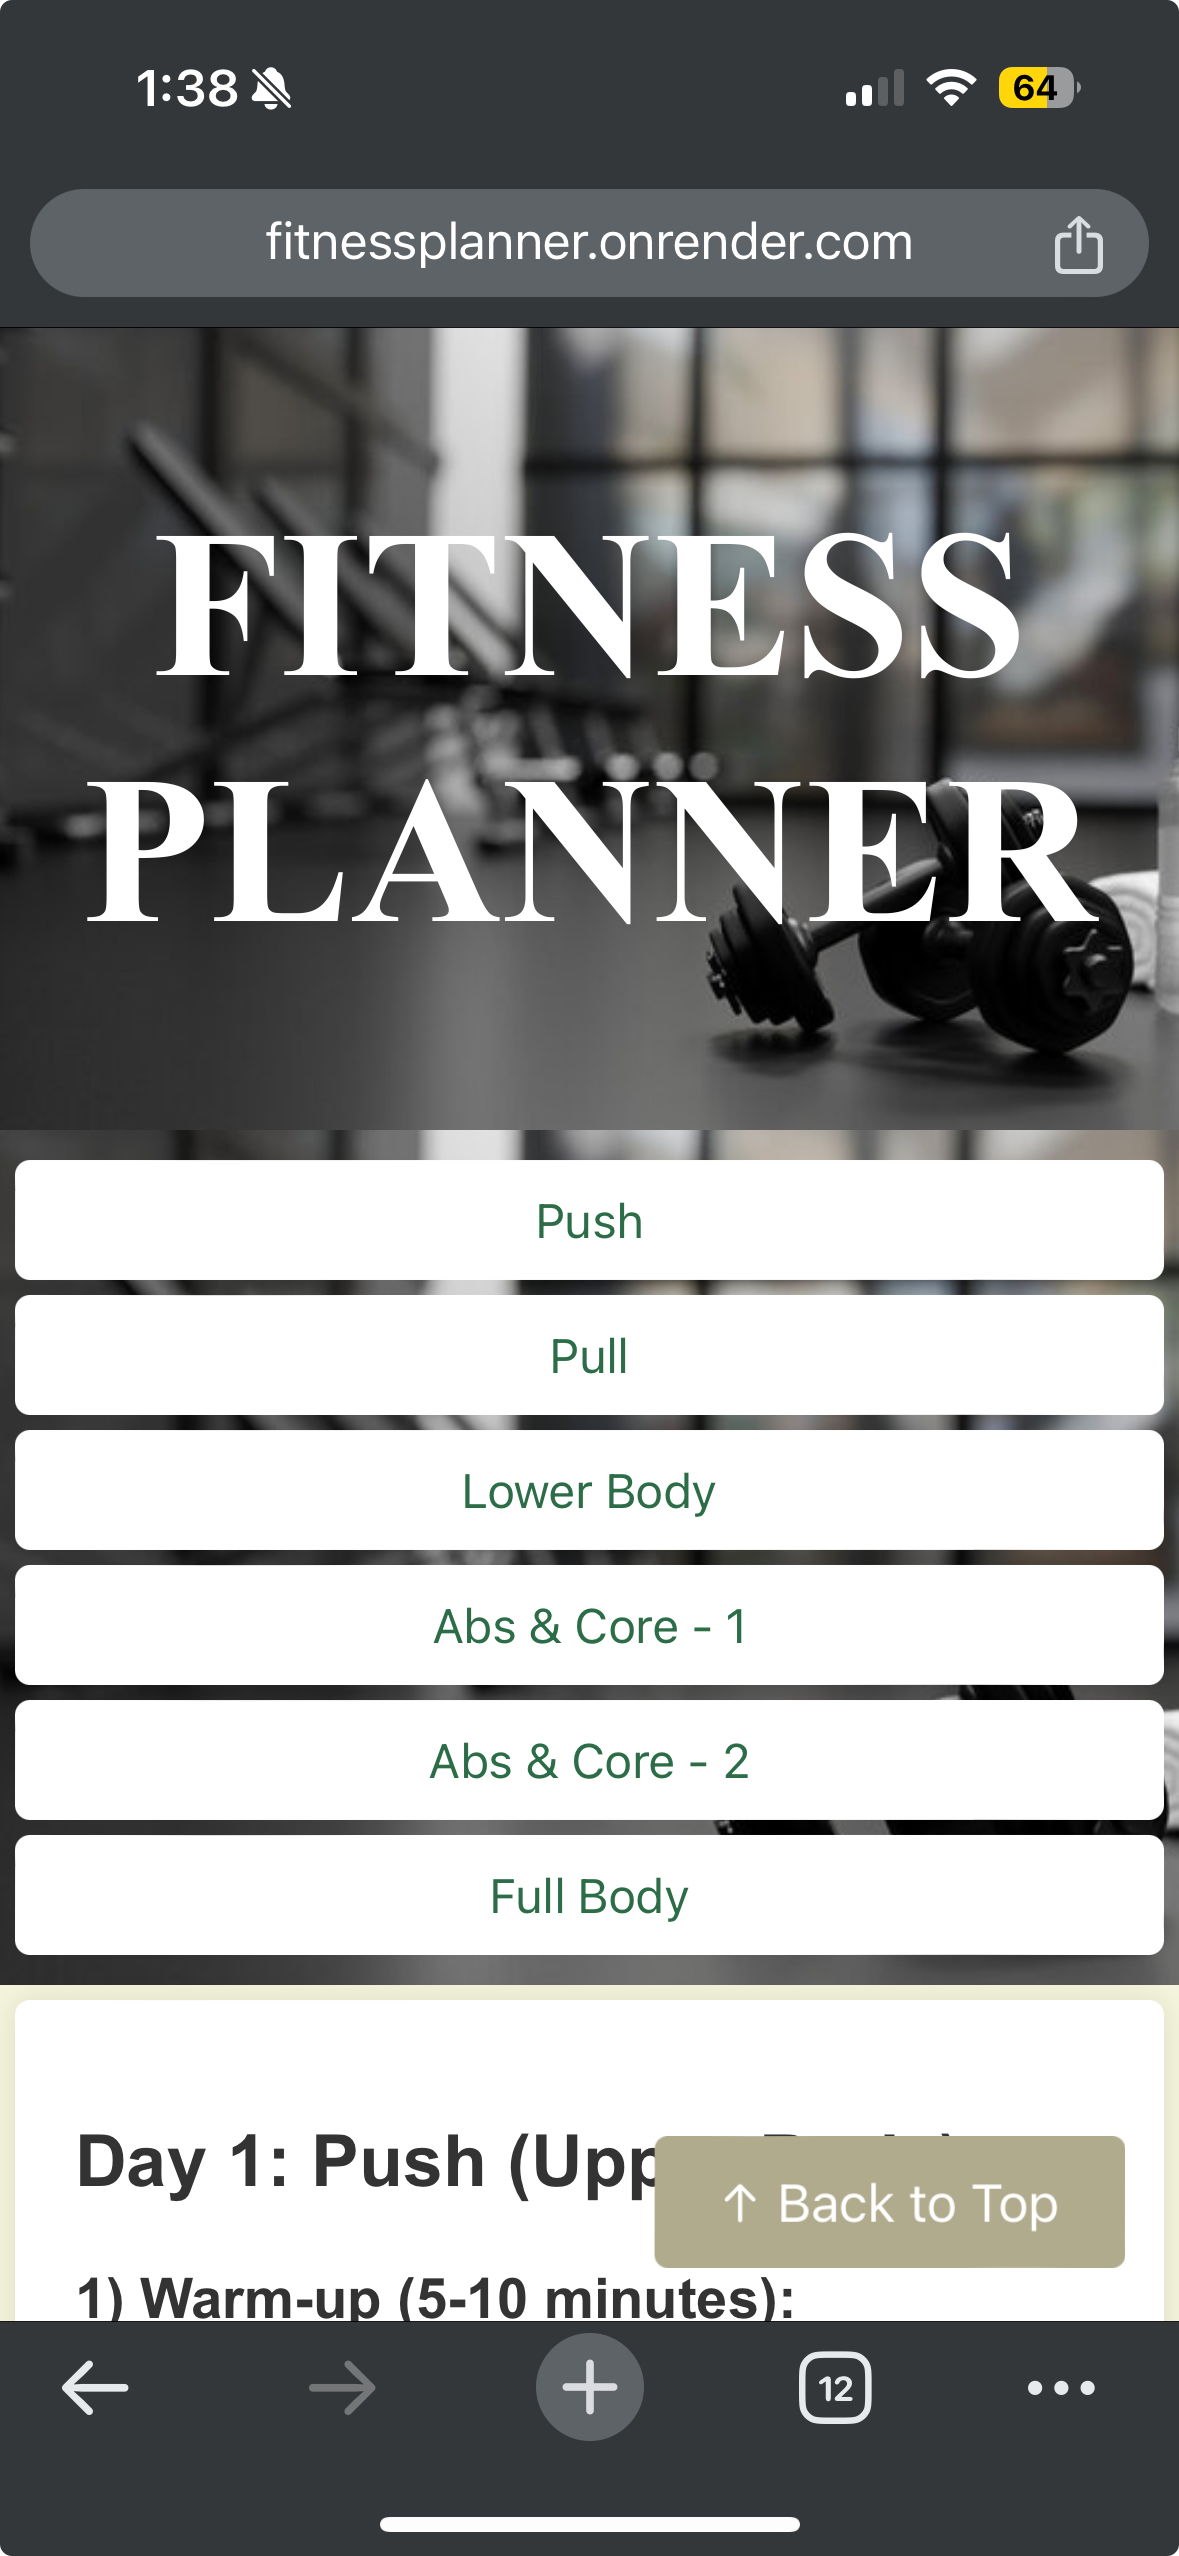 1:38
64
fitnessplanner.onrender.com
FITNESS
PLANNER
Push
Pull
Lower Body
Abs & Core - 1
Abs & Core - 2
Full Body
Day 1: Push (Upp
↑ Back to Top
1) Warm-up (5-10 minutes):
12